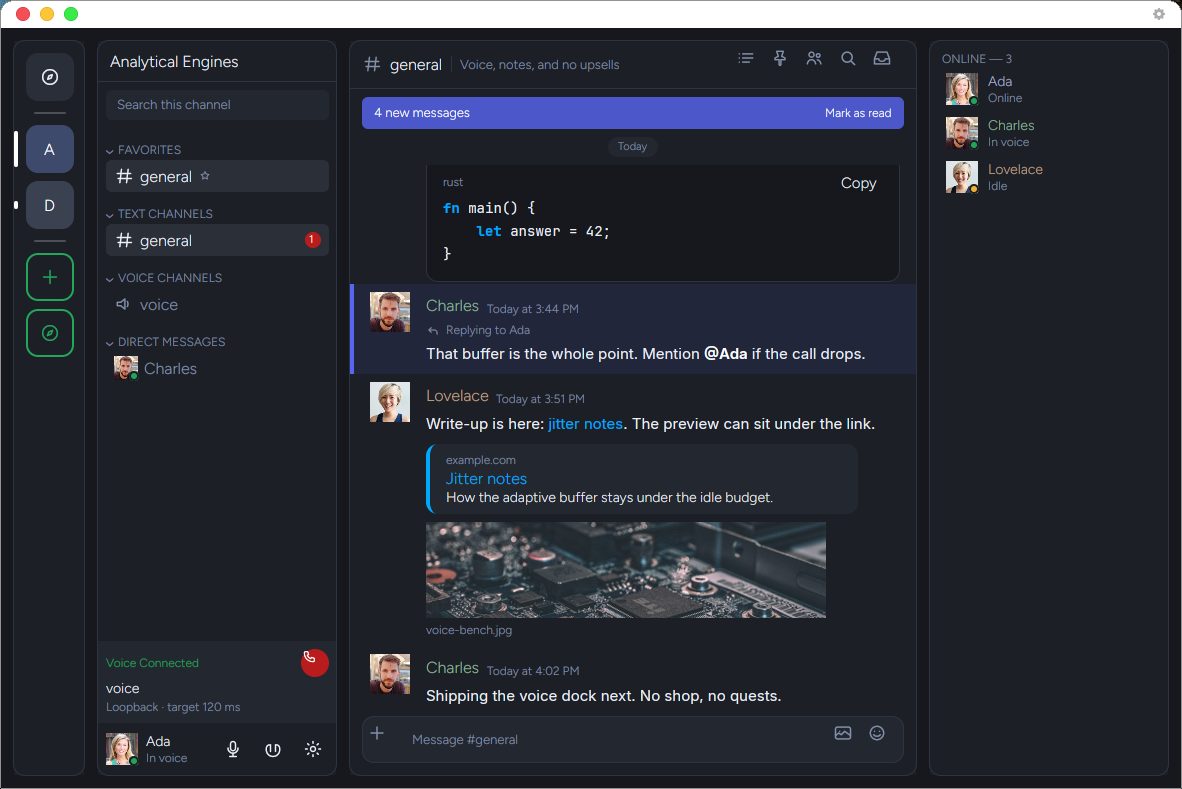 Analytical Engines
Search this channel
FAVORITES
# general
TEXT CHANNELS
# general 1
VOICE CHANNELS
voice
DIRECT MESSAGES
Charles
Voice Connected
voice
Loopback · target 120 ms
Ada
In voice
A
D
# general Voice, notes, and no upsells
4 new messages Mark as read
Today
rust Copy
fn main() {
    let answer = 42;
}
Charles Today at 3:44 PM
Replying to Ada
That buffer is the whole point. Mention @Ada if the call drops.
Lovelace Today at 3:51 PM
Write-up is here: jitter notes. The preview can sit under the link.
example.com
Jitter notes
How the adaptive buffer stays under the idle budget.
voice-bench.jpg
Charles Today at 4:02 PM
Shipping the voice dock next. No shop, no quests.
Message #general
ONLINE — 3
Ada
Online
Charles
In voice
Lovelace
Idle